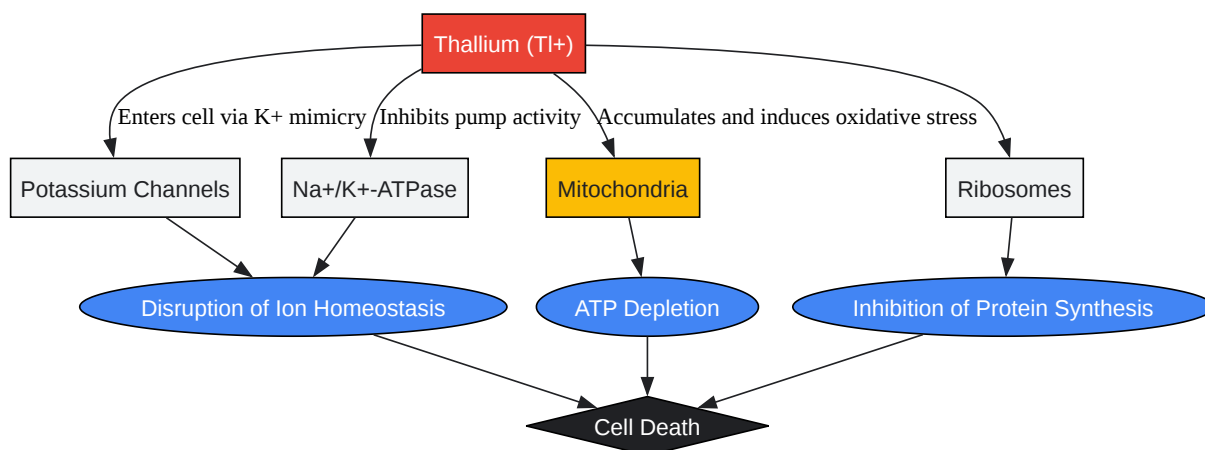 Thallium (Tl+)
Enters cell via K+ mimicry
Inhibits pump activity
Accumulates and induces oxidative stress
Potassium Channels
Na+/K+-ATPase
Mitochondria
Ribosomes
Disruption of Ion Homeostasis
ATP Depletion
Inhibition of Protein Synthesis
Cell Death